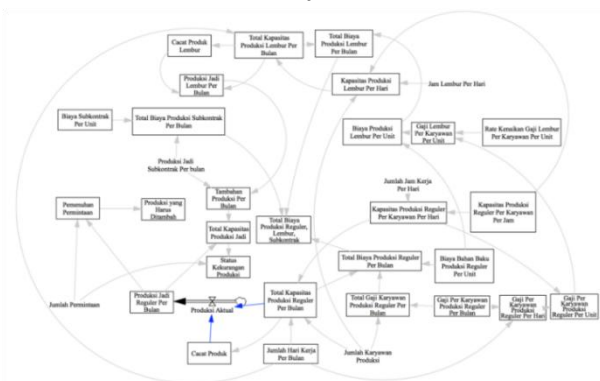 Cacat Produk
Lembur
Total Kapasitas
Produksi Lembur Per
Bulan
Total Biaya
Produksi Lembur
Per Bulan
Produksi Jadi
Lembur Per
Bulan
Kapasitas Produksi
Lembur Per Hari
Jam Lembur Per Hari
Biaya Subkontrak
Per Unit
Total Biaya Produksi Subkontrak
Per Bulan
Biaya Produksi
Lembur Per Unit
Gaji Lembur
Per Karyawan
Per Unit
Rate Kenaikan Gaji Lembur
Per Karyawan Per Unit
Produksi Jadi
Subkontrak Per bulan
Jumlah Jam Kerja
Per Hari
Pemenuhan
Permintaan
Produksi yang
Harus
Ditambah
Tambahan
Produksi Per
Bulan
Kapasitas Produksi Reguler
Per Karyawan Per Hari
Kapasitas Produksi
Reguler Per Karyawan
Per Jam
Total Kapasitas
Produksi Jadi
Total Biaya
Produksi Reguler,
Lembur,
Subkontrak
Status
Kekurangan
Produksi
Total Biaya Produksi Reguler
Per Bulan
Biaya Bahan Baku
Produksi Reguler
Per Unit
Jumlah Permintaan
Produksi Jadi
Reguler Per
Bulan
Produksi Aktual
Total Kapasitas
Produksi Reguler Per
Bulan
Total Gaji Karyawan
Produksi Reguler Per
Bulan
Gaji Per Karyawan
Produksi Reguler Per
Bulan
Gaji Per
Karyawan
Produksi
Reguler Per Hari
Gaji Per
Karyawan
Produksi
Reguler Per Unit
Cacat Produk
Jumlah Hari Kerja
Per Bulan
Jumlah Karyawan
Produksi